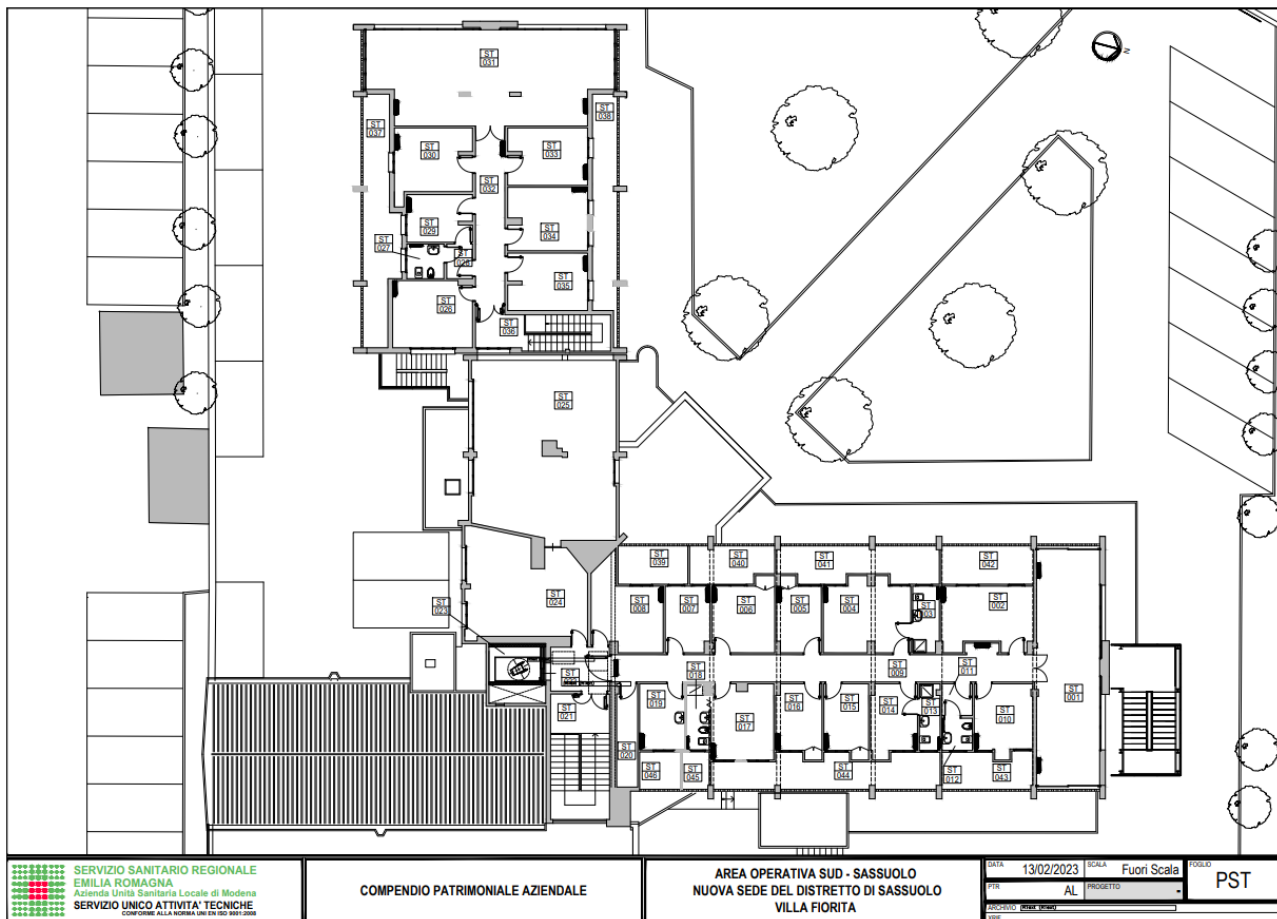 N
ST
031
ST
037
ST
038
ST
030
ST
033
ST
032
ST
029
ST
034
ST
027
ST
028
ST
035
ST
026
ST
036
ST
025
ST
039
ST
040
ST
041
ST
042
ST
023
ST
024
ST
008
ST
007
ST
006
ST
005
ST
004
ST
003
ST
002
ST
ST
018
ST
009
ST
011
ST
001
ST
021
ST
019
ST
017
ST
016
ST
015
ST
014
ST
013
ST
010
ST
020
ST
046
ST
045
ST
044
ST
012
ST
043
SERVIZIO SANITARIO REGIONALE
EMILIA ROMAGNA
Azienda Unità Sanitaria Locale di Modena
SERVIZIO UNICO ATTIVITA' TECNICHE
CONFORME ALLA NORMA UNI EN ISO 9001:2008
COMPENDIO PATRIMONIALE AZIENDALE
AREA OPERATIVA SUD - SASSUOLO
NUOVA SEDE DEL DISTRETTO DI SASSUOLO
VILLA FIORITA
DATA 13/02/2023 SCALA Fuori Scala FOGLIO
PTR AL PROGETTO - PST
ARCHIVIO